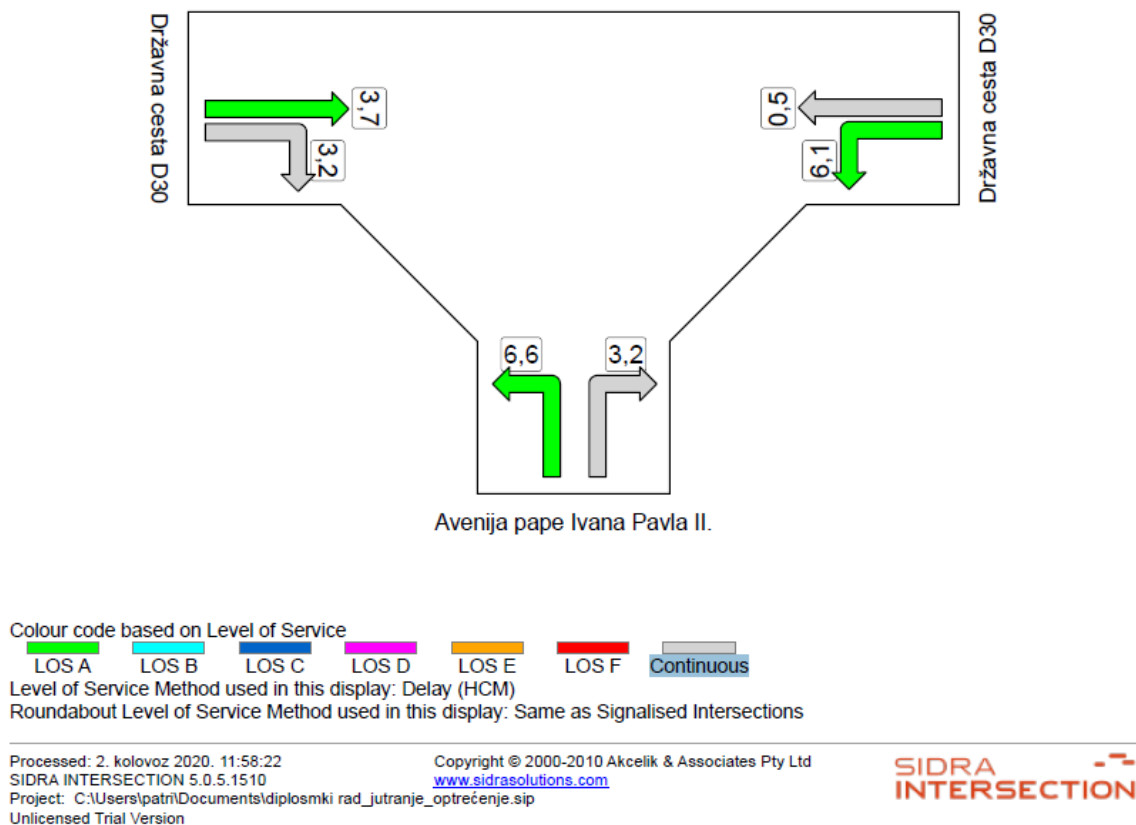 Državna cesta D30
3,7
3,2
0,5
6,1
Državna cesta D30
6,6
3,2
Avenija pape Ivana Pavla II.
Colour code based on Level of Service
LOS A LOS B LOS C LOS D LOS E LOS F Continuous
Level of Service Method used in this display: Delay (HCM)
Roundabout Level of Service Method used in this display: Same as Signalised Intersections
Processed: 2. kolovoz 2020. 11:58:22
SIDRA INTERSECTION 5.0.5.1510
Project: C:\Users\patri\Documents\diplosmki rad_jutranje_optrećenje.sip
Unlicensed Trial Version
Copyright © 2000-2010 Akcelik & Associates Pty Ltd
www.sidrasolutions.com
SIDRA
INTERSECTION